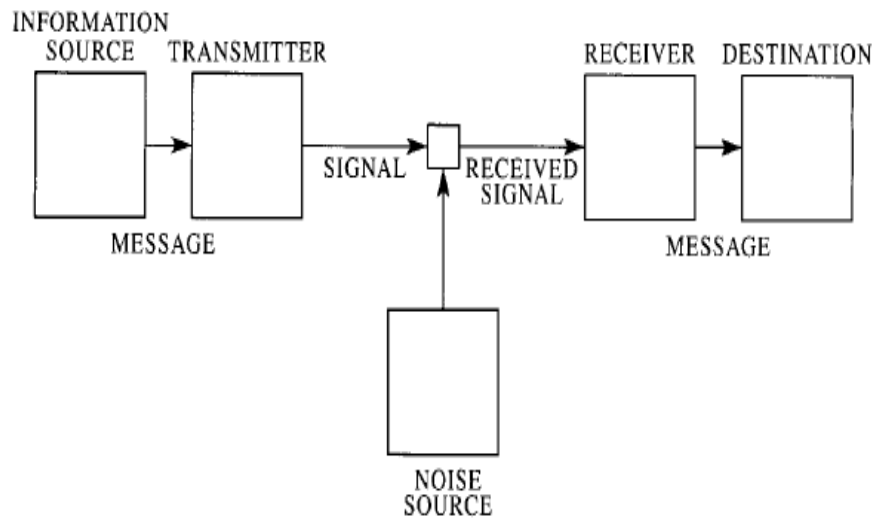 INFORMATION
SOURCE
TRANSMITTER
RECEIVER
DESTINATION
SIGNAL
RECEIVED
SIGNAL
MESSAGE
MESSAGE
NOISE
SOURCE